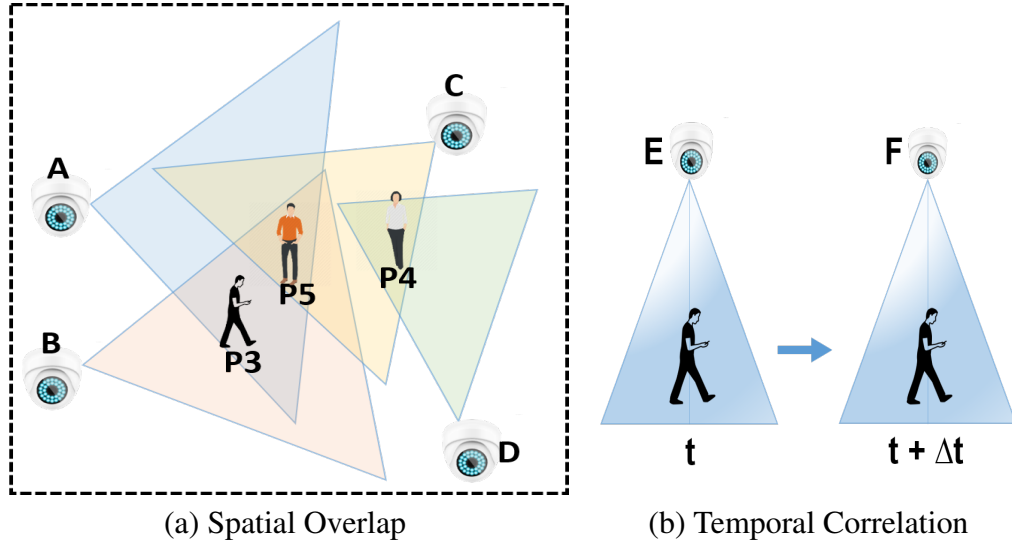 C
A
E
F
P4
P5
B
P3
D
t
t + Δt
(a) Spatial Overlap
(b) Temporal Correlation